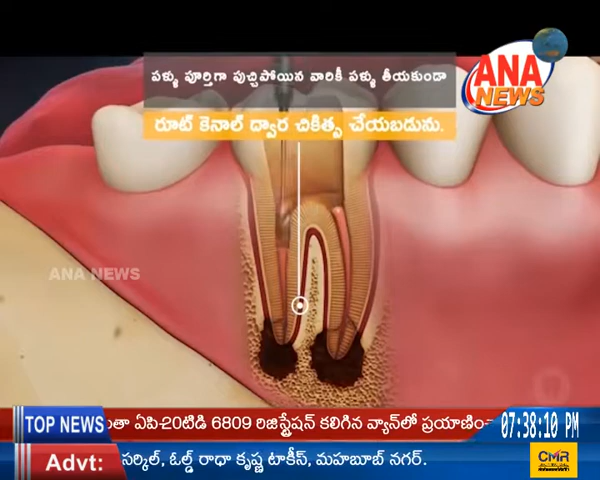 పళ్ళు పూర్తిగా పుచ్చిపోయిన వారికీ పళ్ళు తీయకుండా
రూట్ కెనాల్ ద్వార చికిత్స చేయబడును.
ANA
NEWS
ANA NEWS
TOP NEWS
ఏపి-20టిడి 6809 రిజిస్ట్రేషన్ కలిగిన వ్యాన్‌లో
07:38:10 PM
Advt:
సర్కిల్, ఓల్డ్ రాధా కృష్ణ టాకీస్, మహబూబ్ నగర్.
CMR